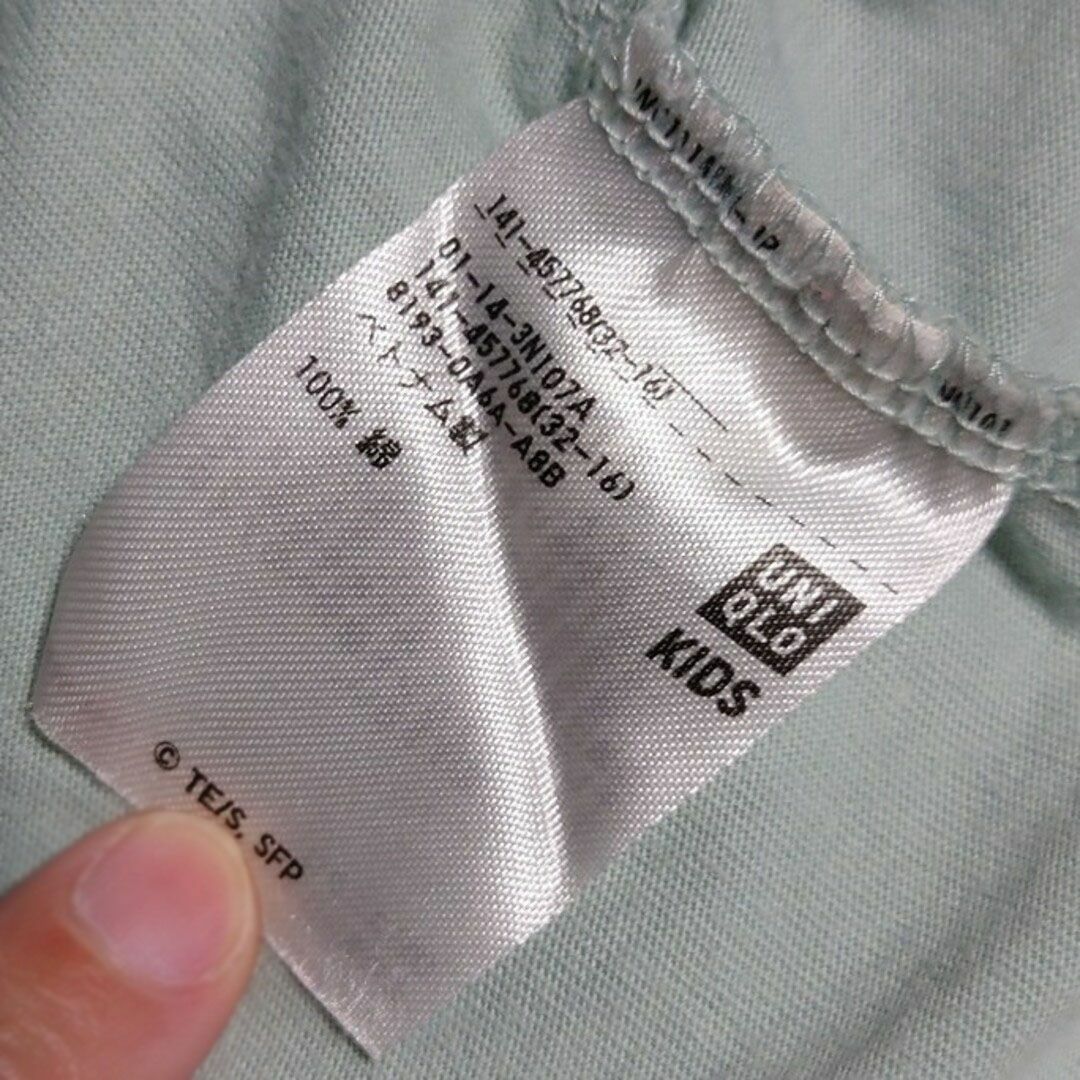 141-457768(32-16)
01-14-3N107A
141-457768(32-16)
8193-0A6A-A8B
ベトナム製
100% 綿
UNI
QLO
KIDS
© TE/S, SFP